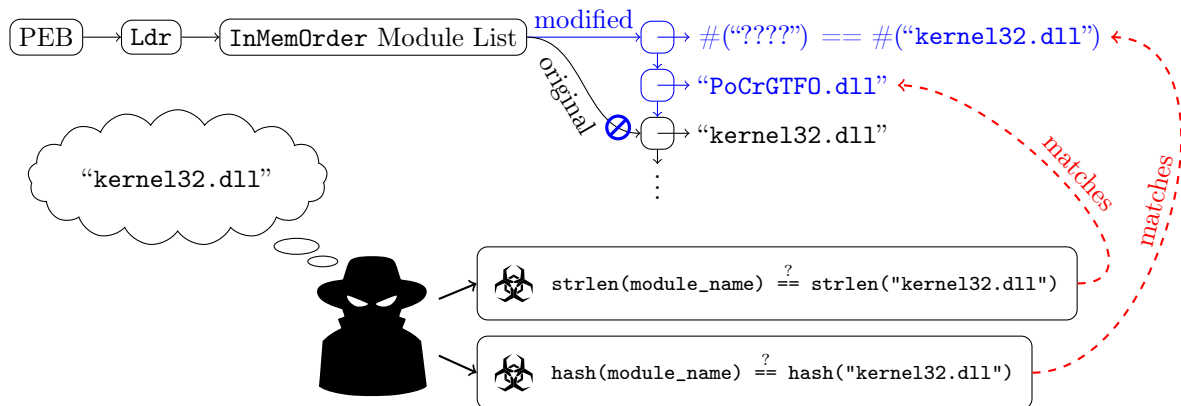 PEB Ldr InMemOrder Module List modified #(“????”) == #(“kernel32.dll”)
original
“PoCrGTFO.dll”
“kernel32.dll”
⋮
“kernel32.dll”
matches
matches
strlen(module_name) ?== strlen("kernel32.dll")
hash(module_name) ?== hash("kernel32.dll")